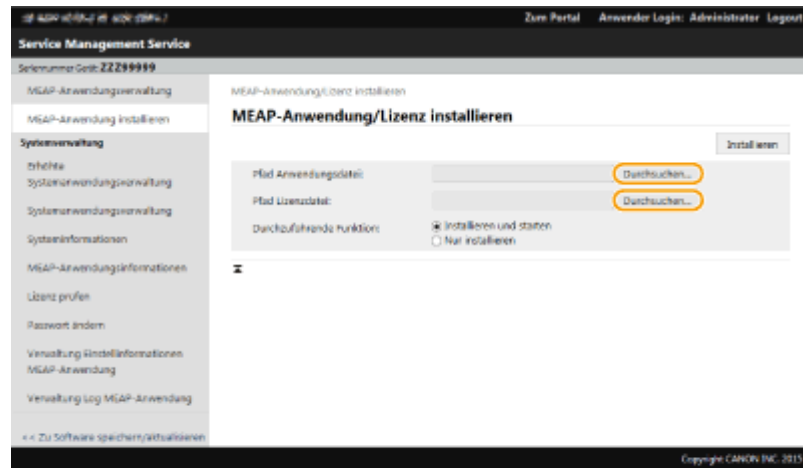 Zum Portal Anwender Login: Administrator Logout
Service Management Service
Seriennummer Gerät: ZZZ99999
MEAP-Anwendungsverwaltung
MEAP-Anwendung installieren
Systemverwaltung
Erhöhte
Systemanwendungsverwaltung
Systemanwendungsverwaltung
Systeminformationen
MEAP-Anwendungsinformationen
Lizenz prüfen
Passwort ändern
Verwaltung Einstellinformationen
MEAP-Anwendung
Verwaltung Log MEAP-Anwendung
<< Zu Software speichern/aktualisieren
MEAP-Anwendung/Lizenz installieren
MEAP-Anwendung/Lizenz installieren
Installieren
Pfad Anwendungsdatei: Durchsuchen...
Pfad Lizenzdatei: Durchsuchen...
Durchzuführende Funktion: Installieren und starten
Nur installieren
Copyright CANON INC. 2015